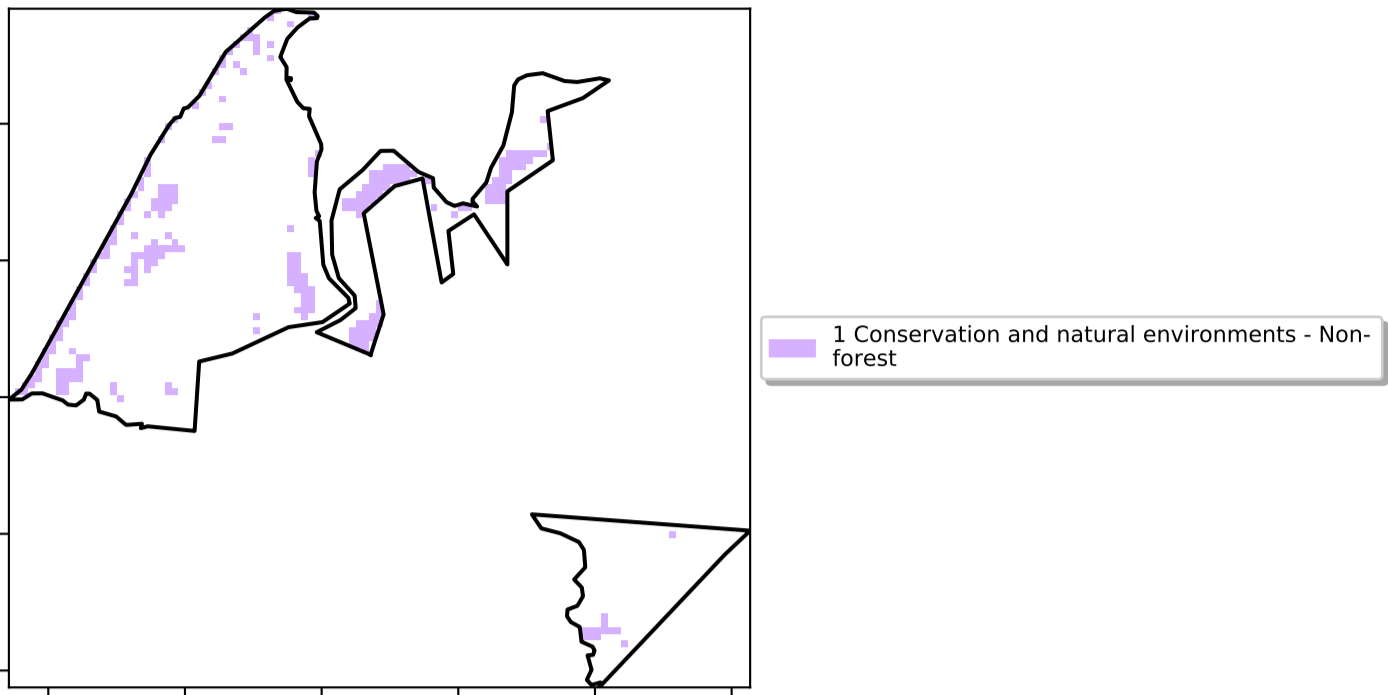 1 Conservation and natural environments - Non-
forest